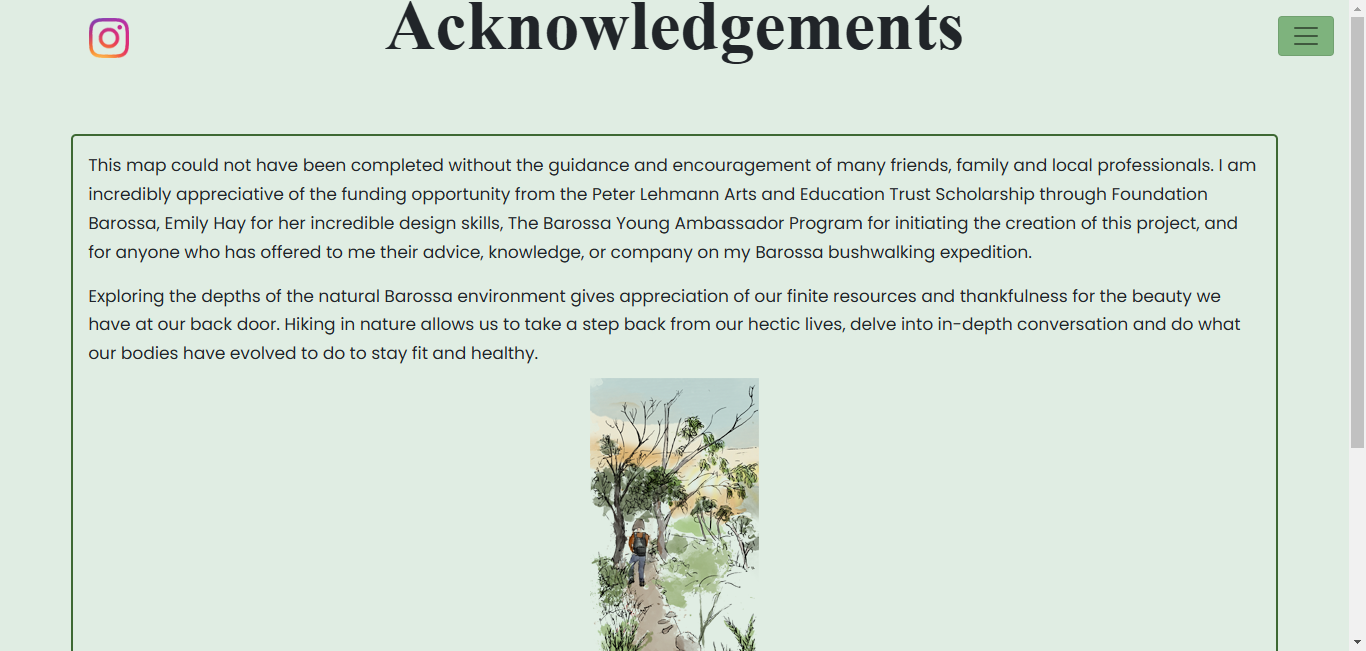 Acknowledgements
This map could not have been completed without the guidance and encouragement of many friends, family and local professionals. I am
incredibly appreciative of the funding opportunity from the Peter Lehmann Arts and Education Trust Scholarship through Foundation
Barossa, Emily Hay for her incredible design skills, The Barossa Young Ambassador Program for initiating the creation of this project, and
for anyone who has offered to me their advice, knowledge, or company on my Barossa bushwalking expedition.
Exploring the depths of the natural Barossa environment gives appreciation of our finite resources and thankfulness for the beauty we
have at our back door. Hiking in nature allows us to take a step back from our hectic lives, delve into in-depth conversation and do what
our bodies have evolved to do to stay fit and healthy.